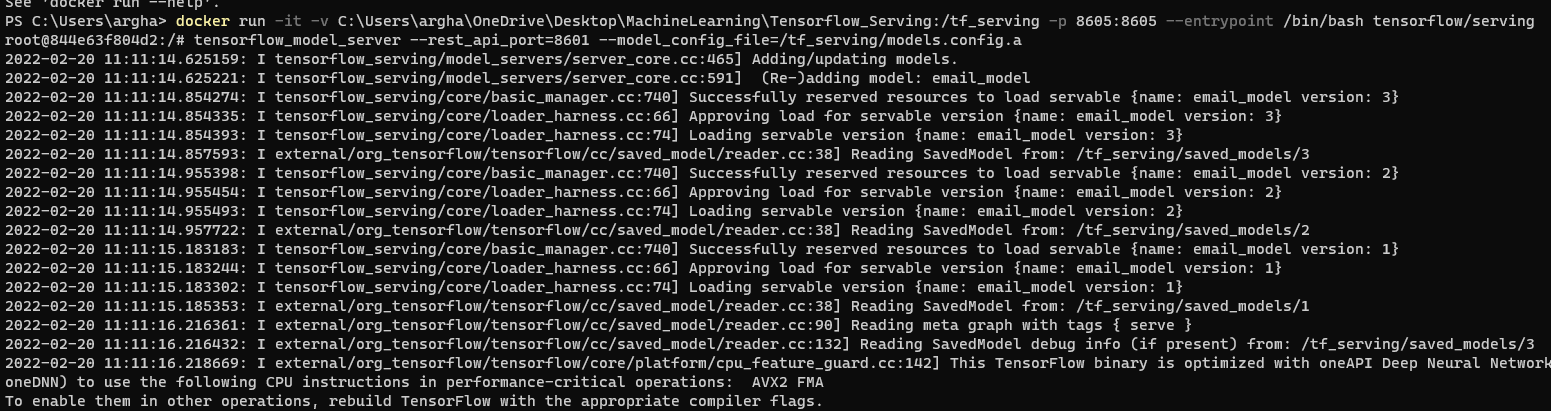 See 'docker run --help'.
PS C:\Users\argha> docker run -it -v C:\Users\argha\OneDrive\Desktop\MachineLearning\Tensorflow_Serving:/tf_serving -p 8605:8605 --entrypoint /bin/bash tensorflow/serving
root@844e63f804d2:/# tensorflow_model_server --rest_api_port=8601 --model_config_file=/tf_serving/models.config.a
2022-02-20 11:11:14.625159: I tensorflow_serving/model_servers/server_core.cc:465] Adding/updating models.
2022-02-20 11:11:14.625221: I tensorflow_serving/model_servers/server_core.cc:591]  (Re-)adding model: email_model
2022-02-20 11:11:14.854274: I tensorflow_serving/core/basic_manager.cc:740] Successfully reserved resources to load servable {name: email_model version: 3}
2022-02-20 11:11:14.854335: I tensorflow_serving/core/loader_harness.cc:66] Approving load for servable version {name: email_model version: 3}
2022-02-20 11:11:14.854393: I tensorflow_serving/core/loader_harness.cc:74] Loading servable version {name: email_model version: 3}
2022-02-20 11:11:14.857593: I external/org_tensorflow/tensorflow/cc/saved_model/reader.cc:38] Reading SavedModel from: /tf_serving/saved_models/3
2022-02-20 11:11:14.955398: I tensorflow_serving/core/basic_manager.cc:740] Successfully reserved resources to load servable {name: email_model version: 2}
2022-02-20 11:11:14.955454: I tensorflow_serving/core/loader_harness.cc:66] Approving load for servable version {name: email_model version: 2}
2022-02-20 11:11:14.955493: I tensorflow_serving/core/loader_harness.cc:74] Loading servable version {name: email_model version: 2}
2022-02-20 11:11:14.957722: I external/org_tensorflow/tensorflow/cc/saved_model/reader.cc:38] Reading SavedModel from: /tf_serving/saved_models/2
2022-02-20 11:11:15.183183: I tensorflow_serving/core/basic_manager.cc:740] Successfully reserved resources to load servable {name: email_model version: 1}
2022-02-20 11:11:15.183244: I tensorflow_serving/core/loader_harness.cc:66] Approving load for servable version {name: email_model version: 1}
2022-02-20 11:11:15.183302: I tensorflow_serving/core/loader_harness.cc:74] Loading servable version {name: email_model version: 1}
2022-02-20 11:11:15.185353: I external/org_tensorflow/tensorflow/cc/saved_model/reader.cc:38] Reading SavedModel from: /tf_serving/saved_models/1
2022-02-20 11:11:16.216361: I external/org_tensorflow/tensorflow/cc/saved_model/reader.cc:90] Reading meta graph with tags { serve }
2022-02-20 11:11:16.216432: I external/org_tensorflow/tensorflow/cc/saved_model/reader.cc:132] Reading SavedModel debug info (if present) from: /tf_serving/saved_models/3
2022-02-20 11:11:16.218669: I external/org_tensorflow/tensorflow/core/platform/cpu_feature_guard.cc:142] This TensorFlow binary is optimized with oneAPI Deep Neural Network
oneDNN) to use the following CPU instructions in performance-critical operations:  AVX2 FMA
To enable them in other operations, rebuild TensorFlow with the appropriate compiler flags.